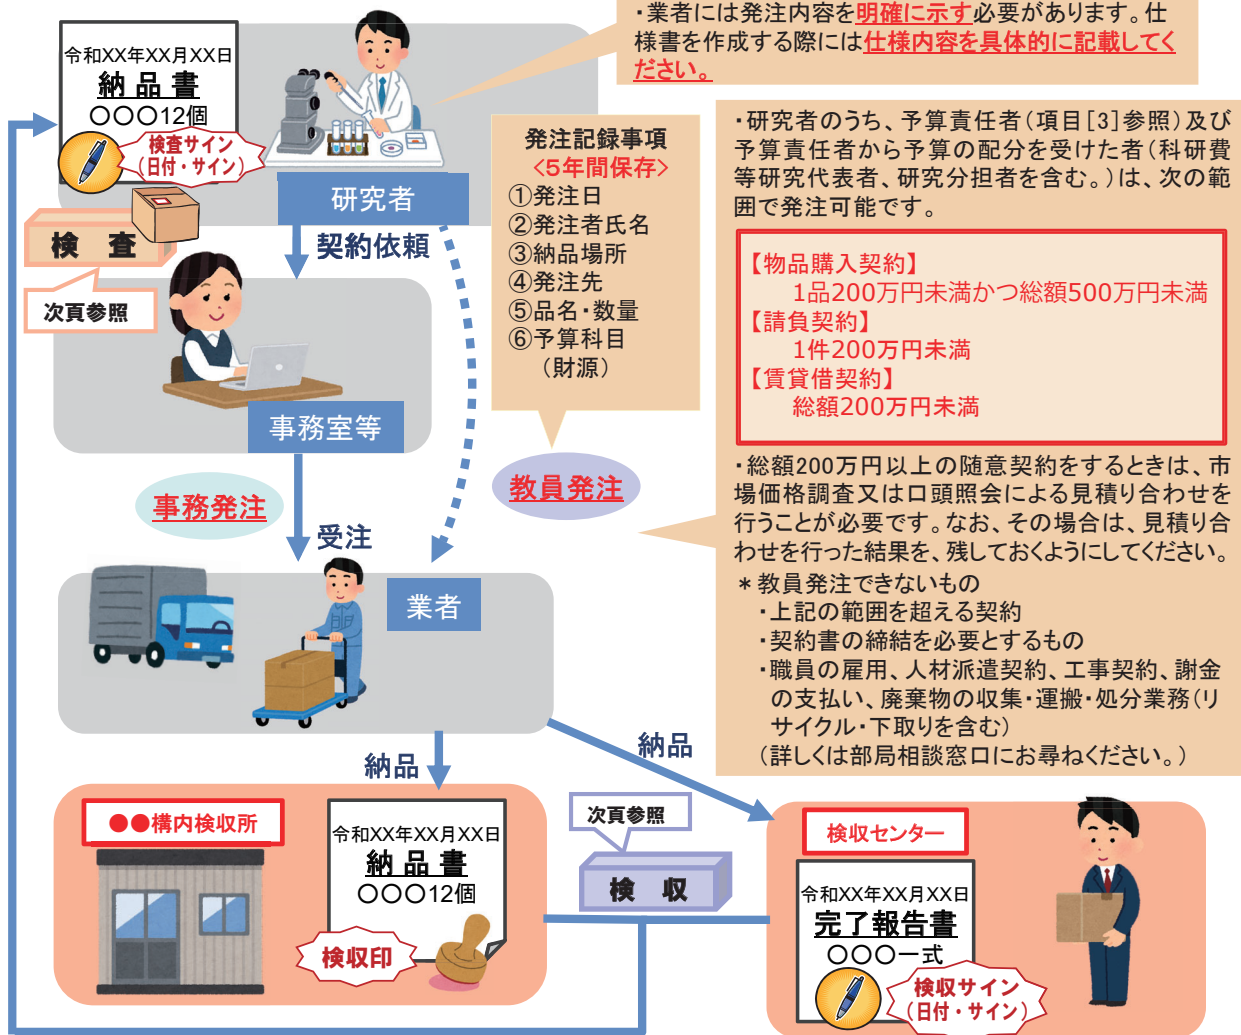 ・業者には発注内容を明確に示す必要があります。仕
様書を作成する際には仕様内容を具体的に記載してく
ださい。
令和XX年XX月XX日
納品書
〇〇〇12個
検査サイン
(日付・サイン)
研究者
検 査
次頁参照
契約依頼
発注記録事項
<5年間保存>
①発注日
②発注者氏名
③納品場所
④発注先
⑤品名・数量
⑥予算科目
(財源)
・研究者のうち、予算責任者(項目[3]参照)及び
予算責任者から予算の配分を受けた者(科研費
等研究代表者、研究分担者を含む。)は、次の範
囲で発注可能です。
【物品購入契約】
1品200万円未満かつ総額500万円未満
【請負契約】
1件200万円未満
【賃貸借契約】
総額200万円未満
・総額200万円以上の随意契約をするときは、市
場価格調査又は口頭照会による見積り合わせを
行うことが必要です。なお、その場合は、見積り合
わせを行った結果を、残しておくようにしてください。
＊教員発注できないもの
・上記の範囲を超える契約
・契約書の締結を必要とするもの
・職員の雇用、人材派遣契約、工事契約、謝金
の支払い、廃棄物の収集・運搬・処分業務(リ
サイクル・下取りを含む)
(詳しくは部局相談窓口にお尋ねください。)
事務室等
事務発注
教員発注
受注
業者
納品
納品
●●構内検収所
令和XX年XX月XX日
納品書
〇〇〇12個
検収印
次頁参照
検 収
検収センター
令和XX年XX月XX日
完了報告書
〇〇〇一式
検収サイン
(日付・サイン)